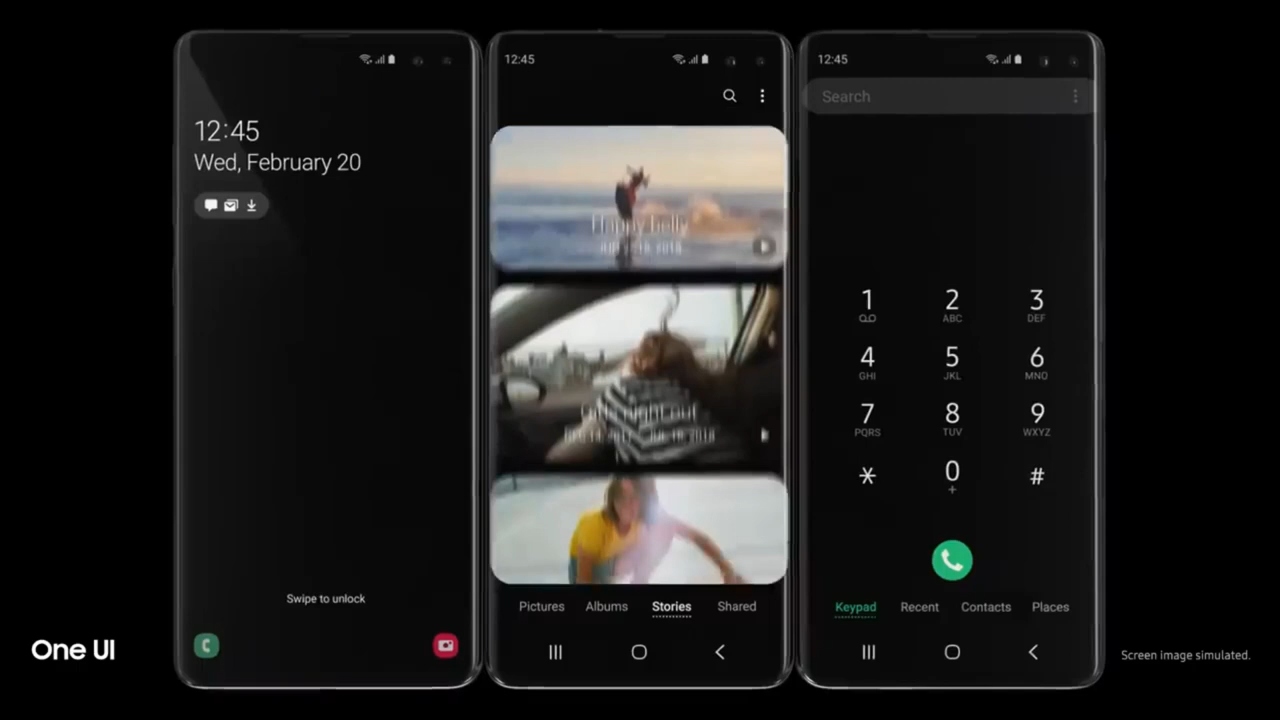 12:45
Wed, February 20
Swipe to unlock
12:45
Happy belly
Pictures Albums Stories Shared
12:45
Search
1 2 3
ABC DEF
4 5 6
GHI JKL MNO
7 8 9
PQRS TUV WXYZ
* 0 #
+
Keypad Recent Contacts Places
One UI
Screen image simulated.